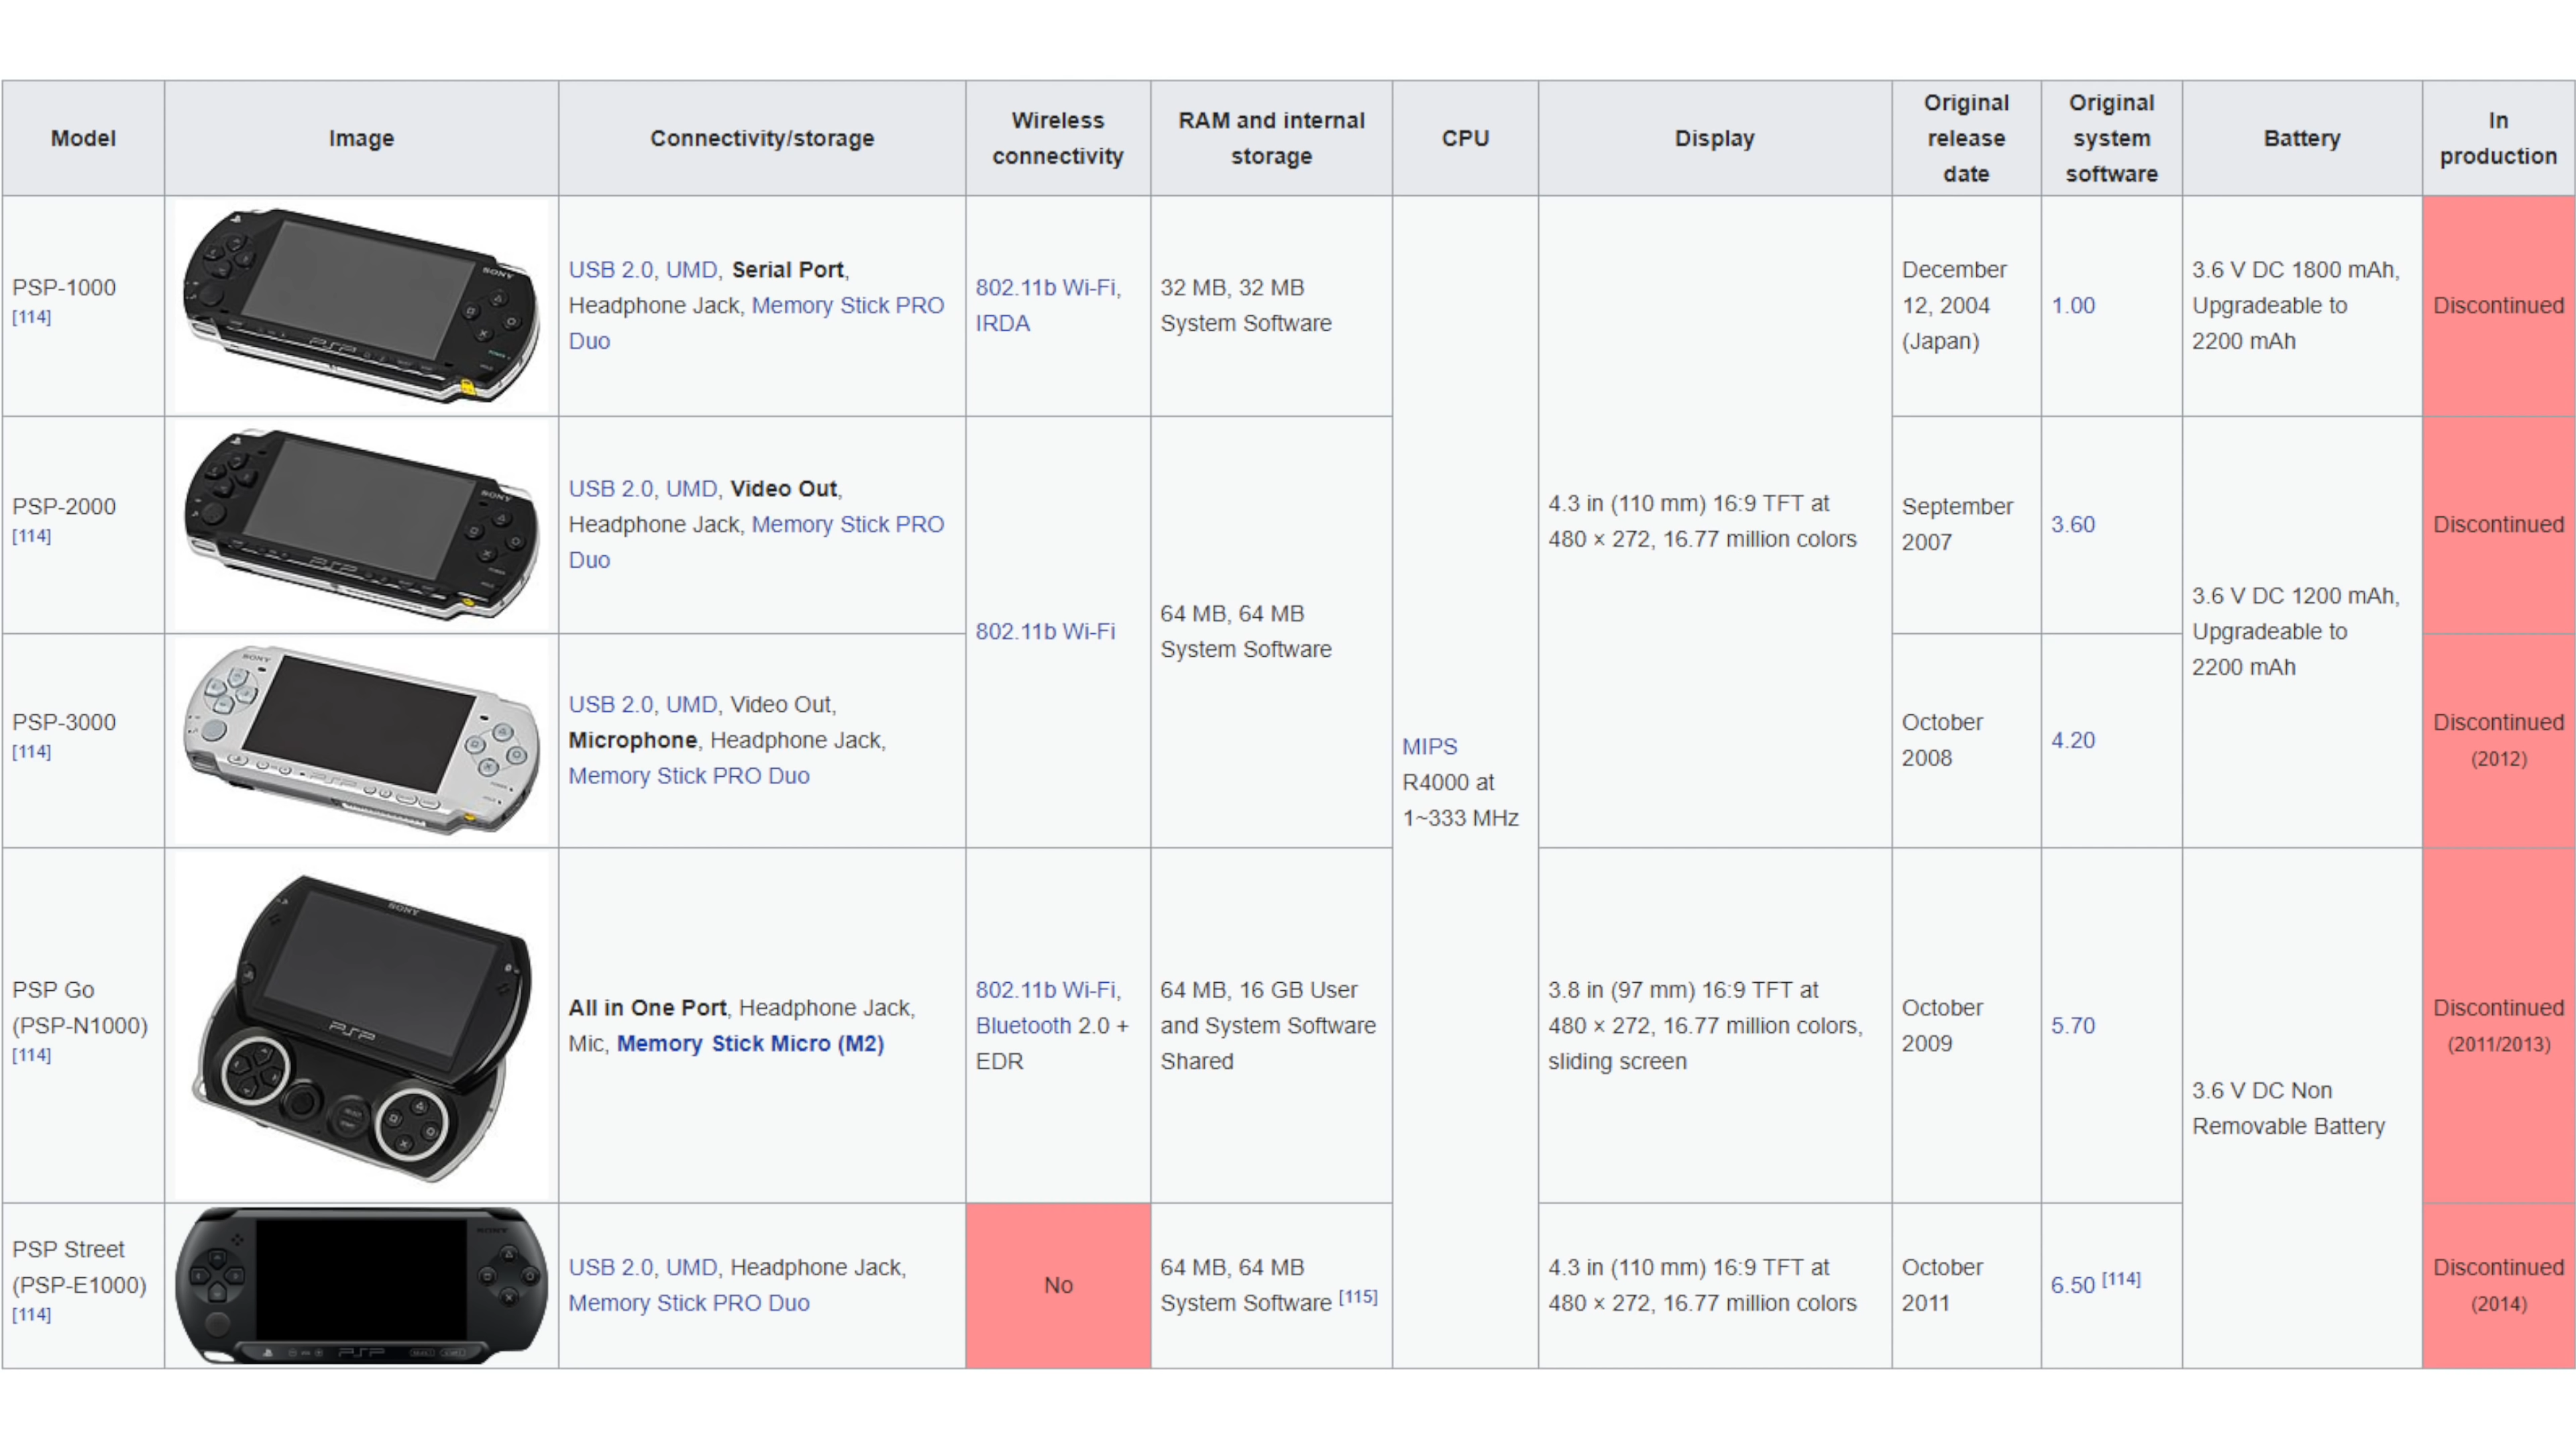 Model
Image
Connectivity/storage
Wireless
connectivity
RAM and internal
storage
CPU
Display
Original
release
date
Original
system
software
Battery
In
production
PSP-1000
[114]
SONY
PSP
USB 2.0, UMD, Serial Port,
Headphone Jack, Memory Stick PRO
Duo
802.11b Wi-Fi,
IRDA
32 MB, 32 MB
System Software
MIPS
R4000 at
1~333 MHz
4.3 in (110 mm) 16:9 TFT at
480 × 272, 16.77 million colors
December
12, 2004
(Japan)
1.00
3.6 V DC 1800 mAh,
Upgradeable to
2200 mAh
Discontinued
PSP-2000
[114]
SONY
PSP
USB 2.0, UMD, Video Out,
Headphone Jack, Memory Stick PRO
Duo
802.11b Wi-Fi
64 MB, 64 MB
System Software
September
2007
3.60
3.6 V DC 1200 mAh,
Upgradeable to
2200 mAh
Discontinued
PSP-3000
[114]
SONY
PSP
USB 2.0, UMD, Video Out,
Microphone, Headphone Jack,
Memory Stick PRO Duo
October
2008
4.20
Discontinued
(2012)
PSP Go
(PSP-N1000)
[114]
SONY
PSP
All in One Port, Headphone Jack,
Mic, Memory Stick Micro (M2)
802.11b Wi-Fi,
Bluetooth 2.0 +
EDR
64 MB, 16 GB User
and System Software
Shared
3.8 in (97 mm) 16:9 TFT at
480 × 272, 16.77 million colors,
sliding screen
October
2009
5.70
3.6 V DC Non
Removable Battery
Discontinued
(2011/2013)
PSP Street
(PSP-E1000)
[114]
SONY
PSP
USB 2.0, UMD, Headphone Jack,
Memory Stick PRO Duo
No
64 MB, 64 MB
System Software [115]
4.3 in (110 mm) 16:9 TFT at
480 × 272, 16.77 million colors
October
2011
6.50 [114]
Discontinued
(2014)